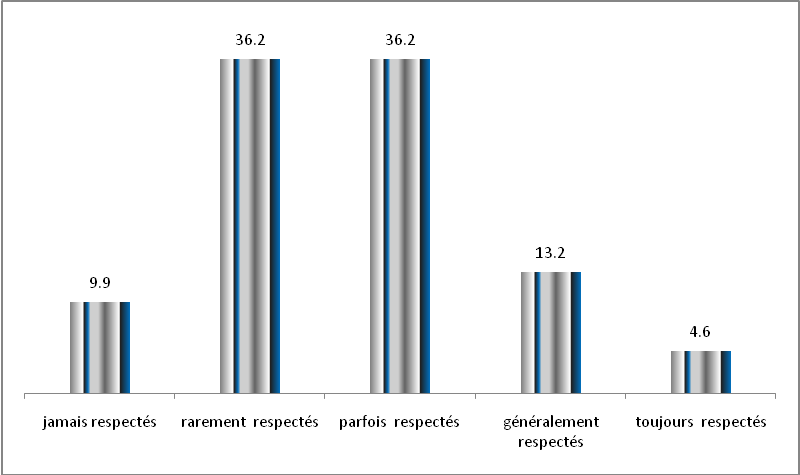 36.2
36.2
13.2
9.9
4.6
jamais respectés
rarement respectés
parfois respectés
généralement
respectés
toujours respectés